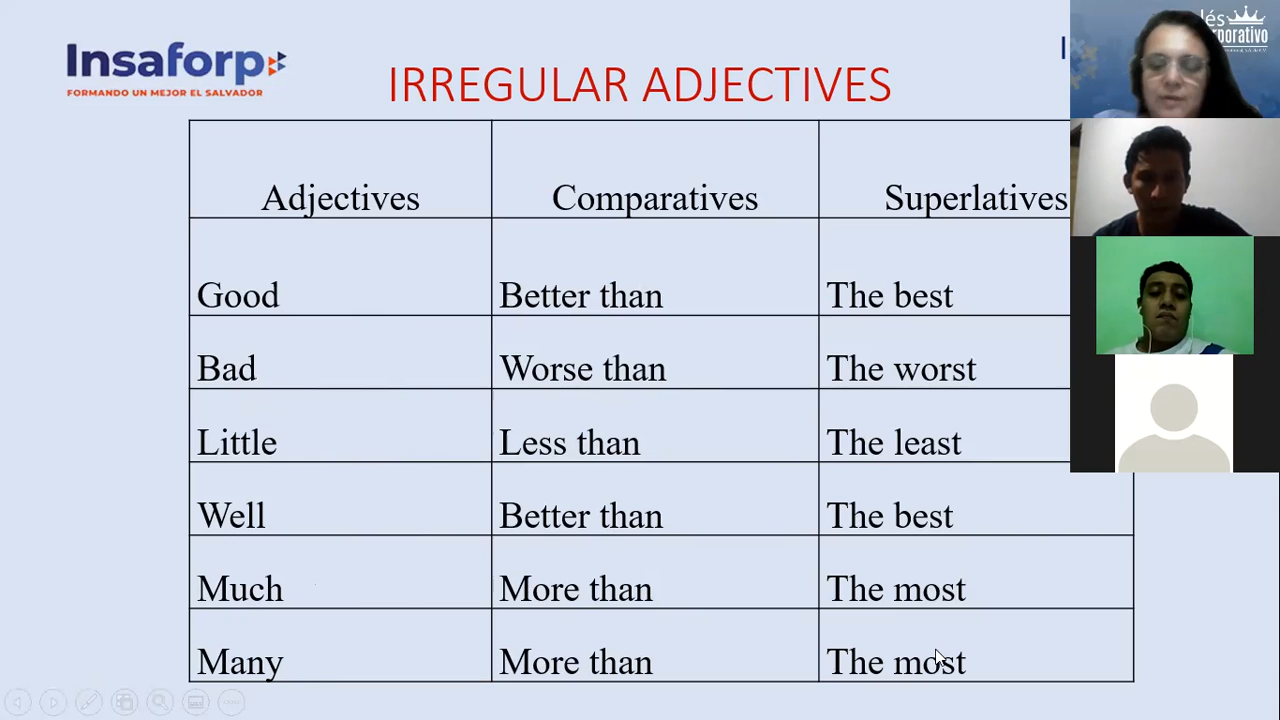 Insaforp
FORMANDO UN MEJOR EL SALVADOR
IRREGULAR ADJECTIVES
Adjectives Comparatives Superlatives
Good Better than The best
Bad Worse than The worst
Little Less than The least
Well Better than The best
Much More than The most
Many More than The most